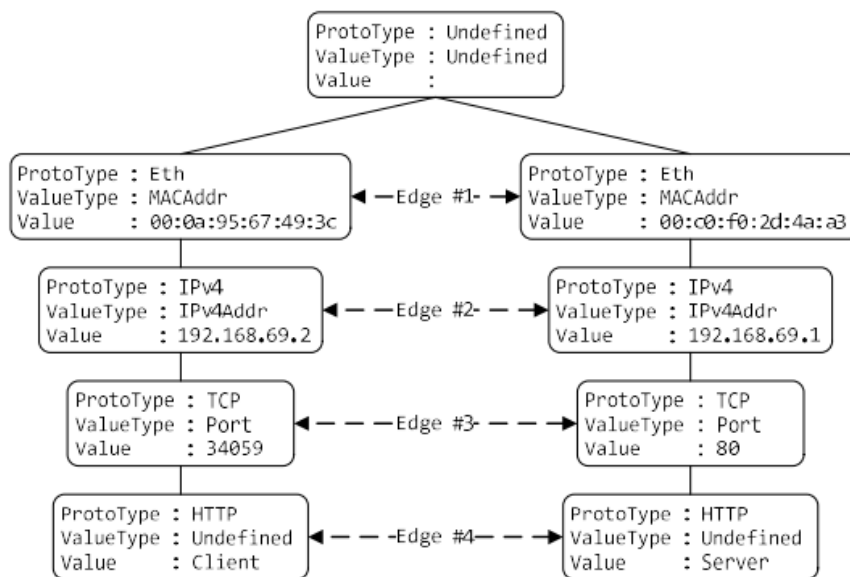 ProtoType : Undefined
ValueType : Undefined
Value :
ProtoType : Eth
ValueType : MACAddr
Value : 00:0a:95:67:49:3c
Edge #1
ProtoType : Eth
ValueType : MACAddr
Value : 00:c0:f0:2d:4a:a3
ProtoType : IPv4
ValueType : IPv4Addr
Value : 192.168.69.2
Edge #2
ProtoType : IPv4
ValueType : IPv4Addr
Value : 192.168.69.1
ProtoType : TCP
ValueType : Port
Value : 34059
Edge #3
ProtoType : TCP
ValueType : Port
Value : 80
ProtoType : HTTP
ValueType : Undefined
Value : Client
Edge #4
ProtoType : HTTP
ValueType : Undefined
Value : Server